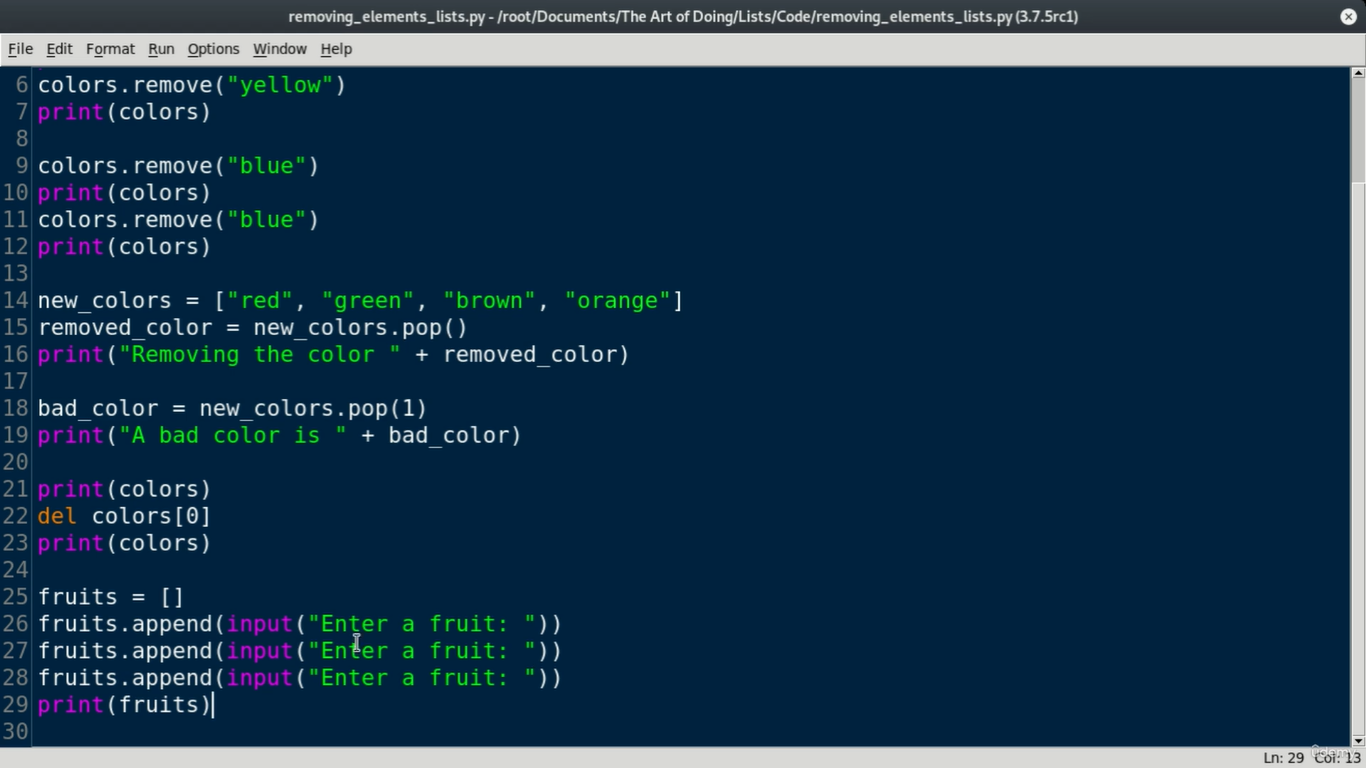 removing_elements_lists.py - /root/Documents/The Art of Doing/Lists/Code/removing_elements_lists.py (3.7.5rc1)
File Edit Format Run Options Window Help
6 colors.remove("yellow")
7 print(colors)
8
9 colors.remove("blue")
10 print(colors)
11 colors.remove("blue")
12 print(colors)
13
14 new_colors = ["red", "green", "brown", "orange"]
15 removed_color = new_colors.pop()
16 print("Removing the color " + removed_color)
17
18 bad_color = new_colors.pop(1)
19 print("A bad color is " + bad_color)
20
21 print(colors)
22 del colors[0]
23 print(colors)
24
25 fruits = []
26 fruits.append(input("Enter a fruit: "))
27 fruits.append(input("Enter a fruit: "))
28 fruits.append(input("Enter a fruit: "))
29 print(fruits)
30
Udemy
Ln: 29 Col: 13